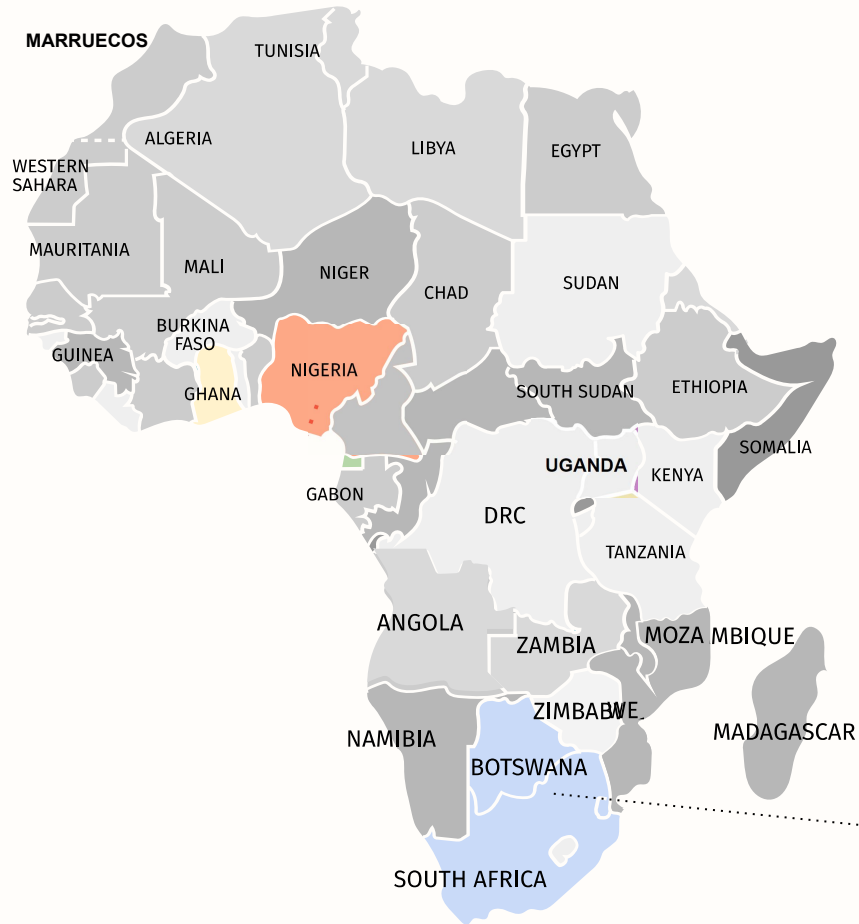 MARRUECOS
TUNISIA
ALGERIA
LIBYA
EGYPT
WESTERN
SAHARA
MAURITANIA
MALI
NIGER
CHAD
SUDAN
BURKINA
FASO
GUINEA
NIGERIA
GHANA
SOUTH SUDAN
ETHIOPIA
SOMALIA
UGANDA
KENYA
GABON
DRC
TANZANIA
ANGOLA
ZAMBIA
MOZA MBIQUE
ZIMBABWE
NAMIBIA
MADAGASCAR
BOTSWANA
SOUTH AFRICA